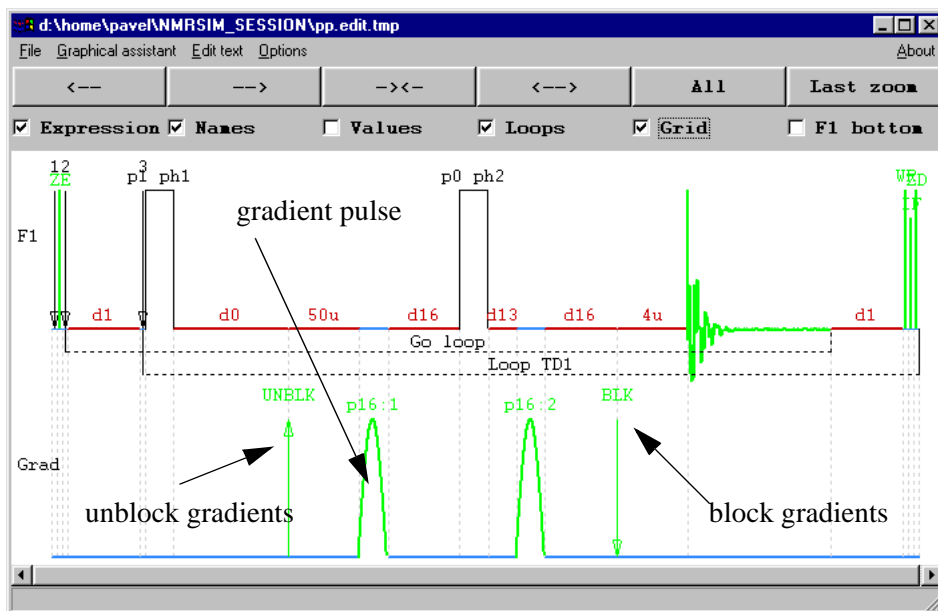 d:\home\pavel\NMRSIM_SESSION\pp.edit.tmp
File Graphical assistant Edit text Options About
<-- --> -><- <--> All Last zoom
Expression Names Values Loops Grid F1 bottom
12 3
ZE p1 ph1 p0 ph2
gradient pulse
F1
d1 d0 50u d16 d13 d16 4u d1
Go loop
Loop TD1
UNBLK p16:1 p16:2 BLK
Grad
unblock gradients block gradients